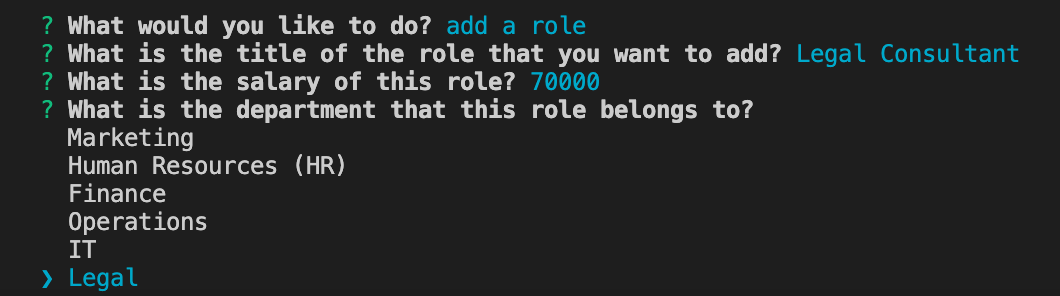 ? What would you like to do? add a role
? What is the title of the role that you want to add? Legal Consultant
? What is the salary of this role? 70000
? What is the department that this role belongs to?
Marketing
Human Resources (HR)
Finance
Operations
IT
❯ Legal